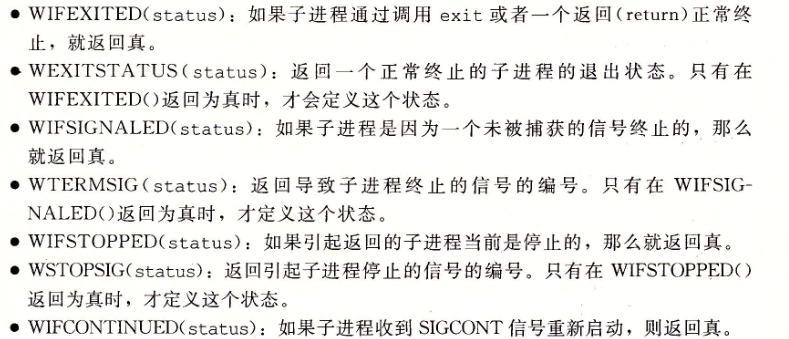 ● WIFEXITED(status)：如果子进程通过调用 exit 或者一个返回(return)正常终
止，就返回真。
● WEXITSTATUS(status)：返回一个正常终止的子进程的退出状态。只有在
WIFEXITED()返回为真时，才会定义这个状态。
● WIFSIGNALED(status)：如果子进程是因为一个未被捕获的信号终止的，那么
就返回真。
● WTERMSIG(status)：返回导致子进程终止的信号的编号。只有在 WIFSIG-
NALED()返回为真时，才定义这个状态。
● WIFSTOPPED(status)：如果引起返回的子进程当前是停止的，那么就返回真。
● WSTOPSIG(status)：返回引起子进程停止的信号的编号。只有在 WIFSTOPPED()
返回为真时，才定义这个状态。
● WIFCONTINUED(status)：如果子进程收到 SIGCONT 信号重新启动，则返回真。